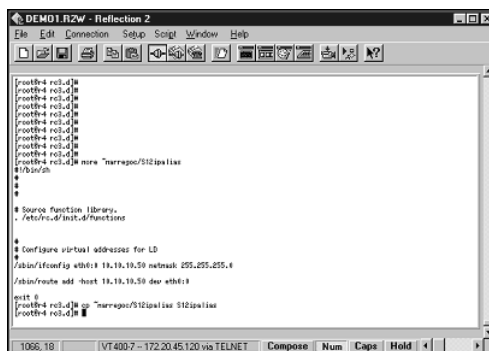 DEMO1.R2W - Reflection 2
File Edit Connection Setup Script Window Help
[root@r4 rc3.d]#
[root@r4 rc3.d]#
[root@r4 rc3.d]#
[root@r4 rc3.d]#
[root@r4 rc3.d]#
[root@r4 rc3.d]#
[root@r4 rc3.d]#
[root@r4 rc3.d]#
[root@r4 rc3.d]#
[root@r4 rc3.d]# more ~marregoc/S12ipalias
#!/bin/sh
#
#
#
# Source function library.
. /etc/rc.d/init.d/functions
#
# Configure virtual addresses for LD
#
/sbin/ifconfig eth0:0 10.10.10.50 netmask 255.255.255.0
/sbin/route add -host 10.10.10.50 dev eth0:0
exit 0
[root@r4 rc3.d]# cp ~marregoc/S12ipalias S12ipalias
[root@r4 rc3.d]#
1066, 18 VT400-7 -- 172.20.45.120 via TELNET Compose Num Caps Hold